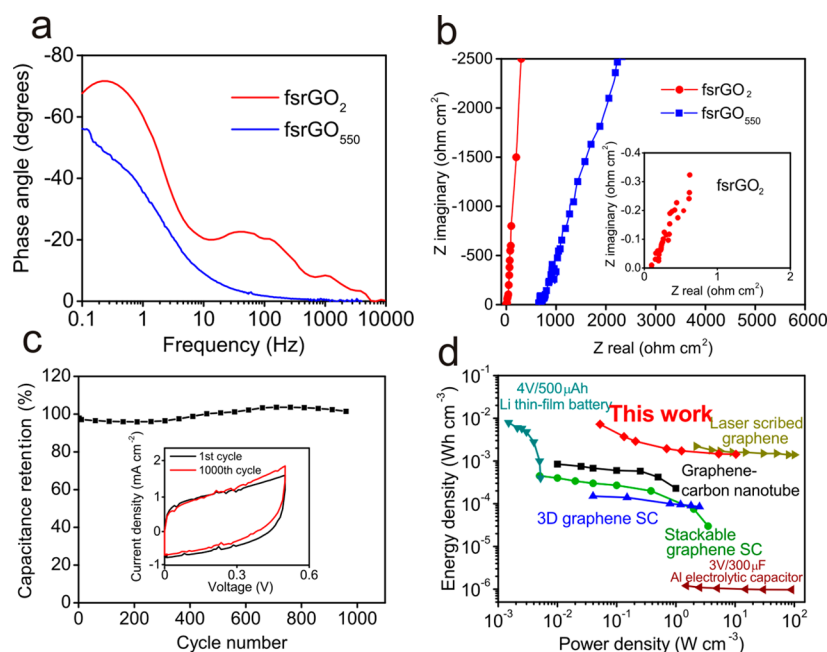 a
-80
-60
-40
-20
0
Phase angle (degrees)
fsrGO2
fsrGO550
0.1 1 10 100 1000 10000
Frequency (Hz)
b
-2500
-2000
-1500
-1000
-500
0
Z imaginary (ohm cm2)
fsrGO2
fsrGO550
-0.4
-0.3
-0.2
-0.1
0.0
Z imaginary (ohm cm2)
fsrGO2
0 1 2
Z real (ohm cm2)
0 1000 2000 3000 4000 5000 6000
Z real (ohm cm2)
c
120
100
80
60
40
20
0
Capacitance retention (%)
1st cycle
1000th cycle
2
1
0
-1
Current density (mA cm-2)
0 0.3 0.6
Voltage (V)
0 200 400 600 800 1000
Cycle number
d
10-1
10-2
10-3
10-4
10-5
10-6
Energy density (Wh cm-3)
4V/500μAh
Li thin-film battery
This work
Laser scribed
graphene
Graphene-
carbon nanotube
3D graphene SC
Stackable
graphene SC
3V/300μF
Al electrolytic capacitor
10-3 10-2 10-1 100 101 102
Power density (W cm-3)